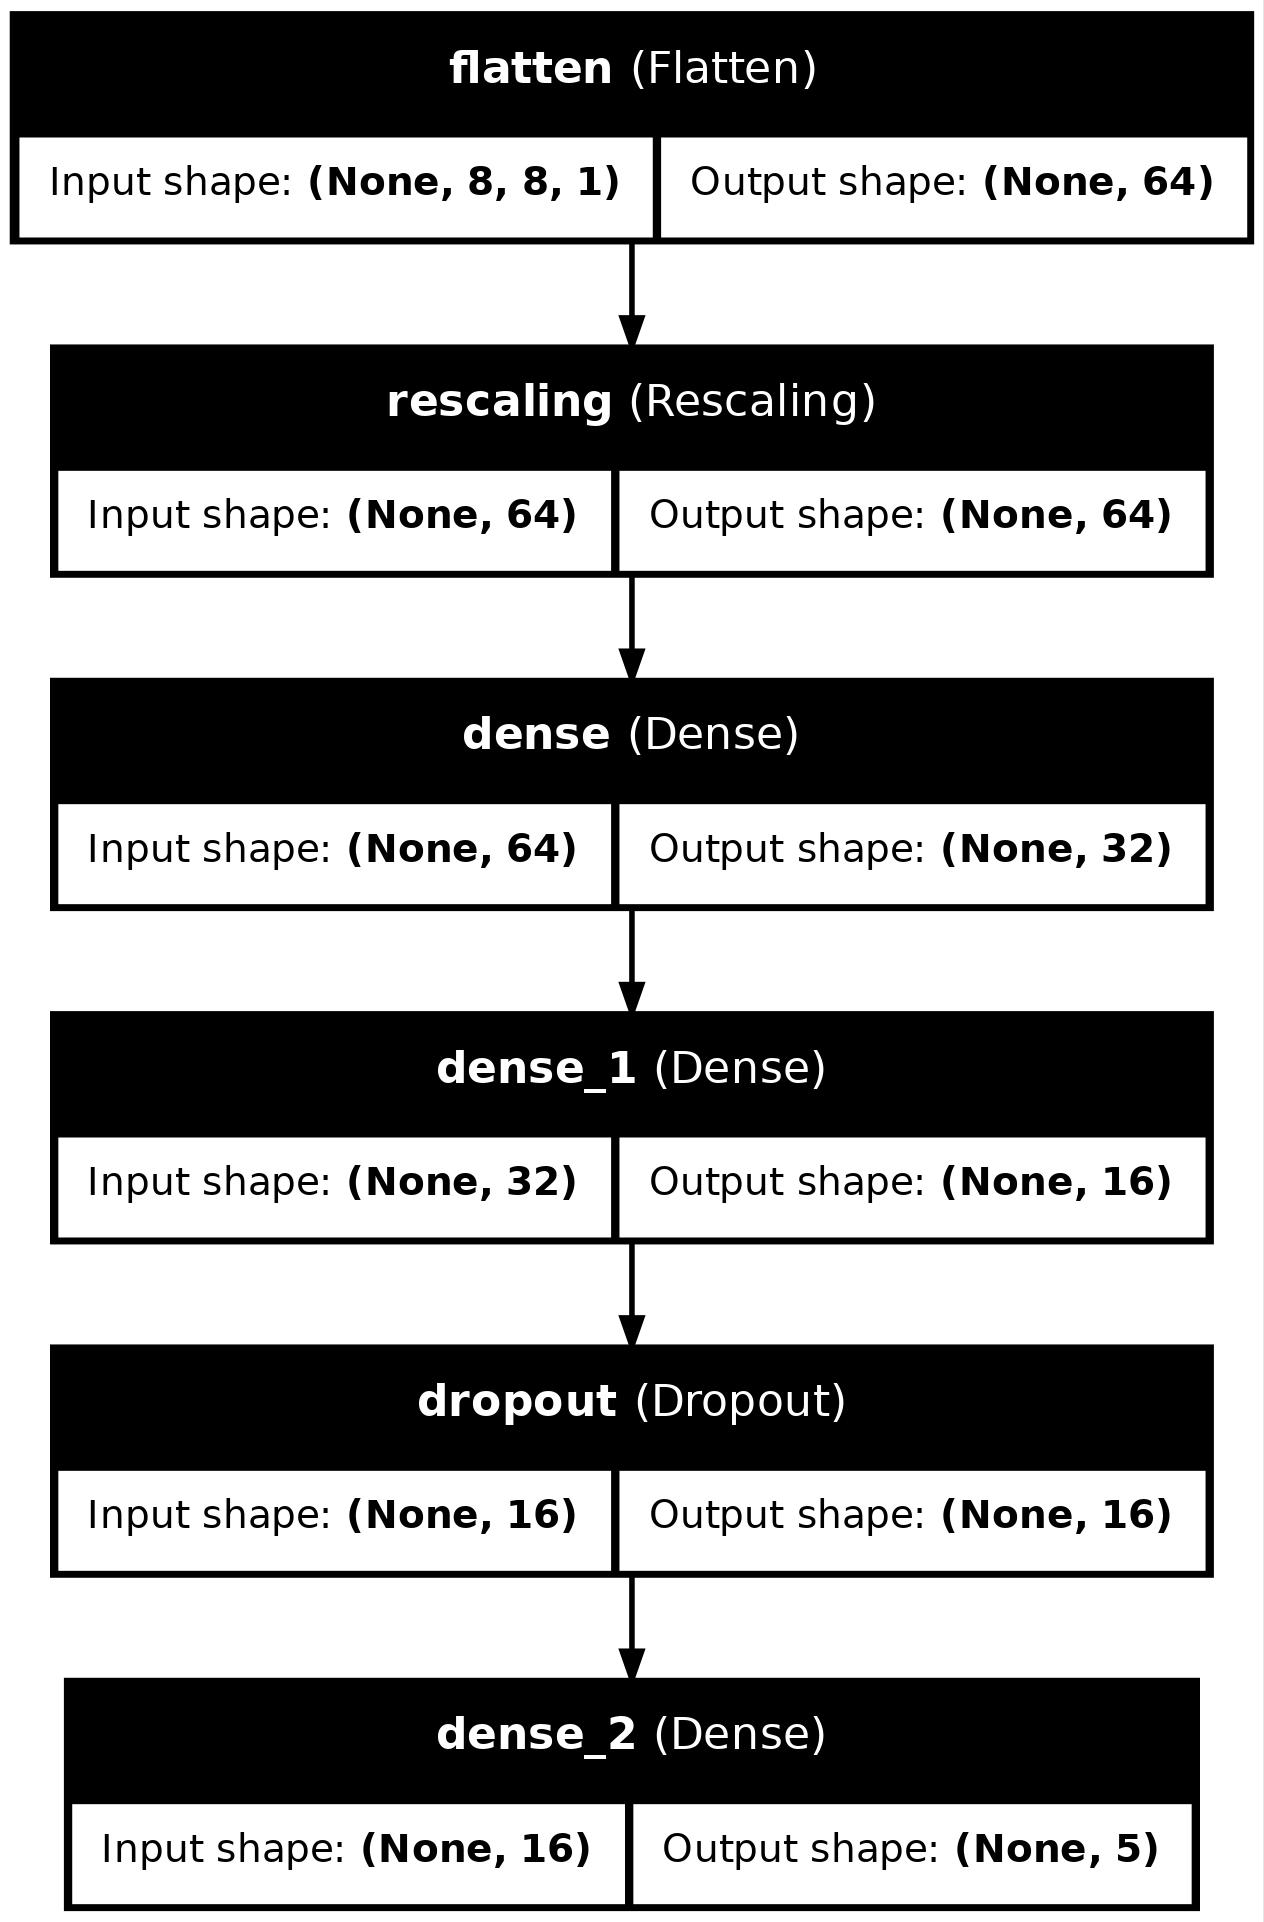 flatten (Flatten)
Input shape: (None, 8, 8, 1) Output shape: (None, 64)
rescaling (Rescaling)
Input shape: (None, 64) Output shape: (None, 64)
dense (Dense)
Input shape: (None, 64) Output shape: (None, 32)
dense_1 (Dense)
Input shape: (None, 32) Output shape: (None, 16)
dropout (Dropout)
Input shape: (None, 16) Output shape: (None, 16)
dense_2 (Dense)
Input shape: (None, 16) Output shape: (None, 5)